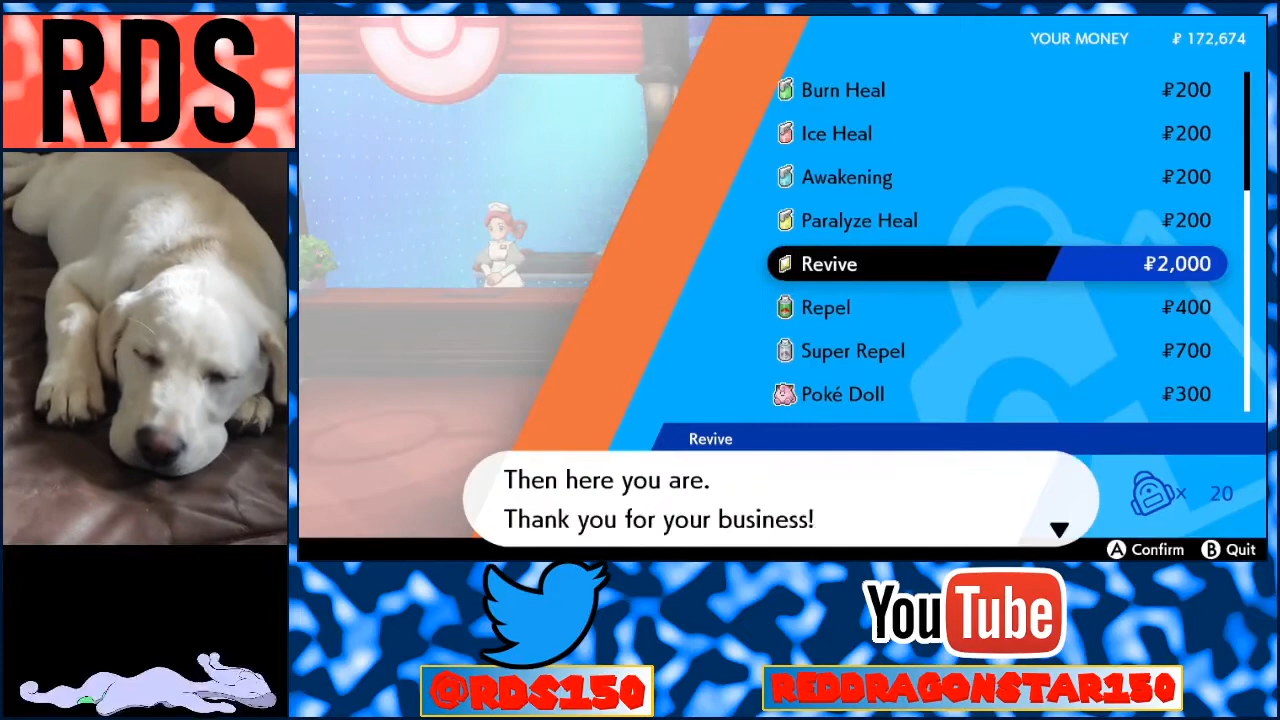 RDS
YOUR MONEY ₽ 172,674
Burn Heal ₽200
Ice Heal ₽200
Awakening ₽200
Paralyze Heal ₽200
Revive ₽2,000
Repel ₽400
Super Repel ₽700
Poké Doll ₽300
Revive
Then here you are.
Thank you for your business!
× 20
A Confirm B Quit
YouTube
@RDS150
REDDRAGONSTAR150